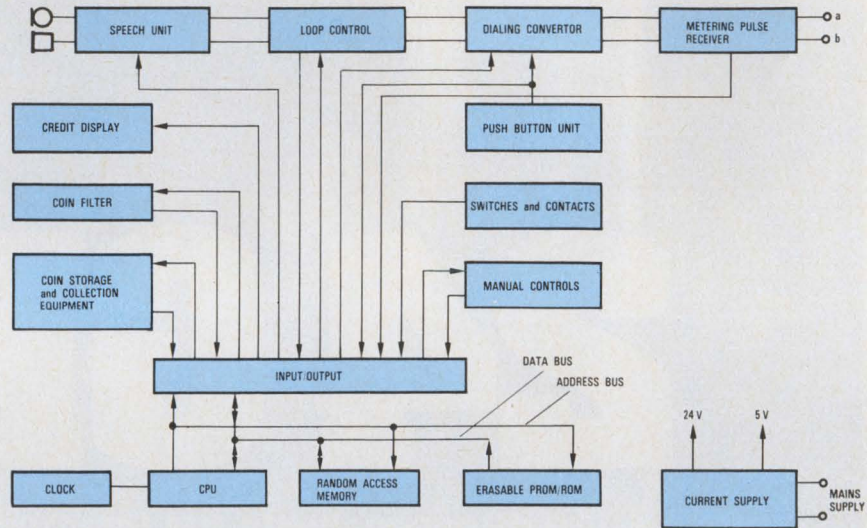 SPEECH UNIT
LOOP CONTROL
DIALING CONVERTOR
METERING PULSE
RECEIVER
a
b
CREDIT DISPLAY
PUSH BUTTON UNIT
COIN FILTER
SWITCHES and CONTACTS
COIN STORAGE
and COLLECTION
EQUIPMENT
MANUAL CONTROLS
INPUT/OUTPUT
DATA BUS
ADDRESS BUS
24 V
5 V
CLOCK
CPU
RANDOM ACCESS
MEMORY
ERASABLE PROM/ROM
CURRENT SUPPLY
MAINS
SUPPLY